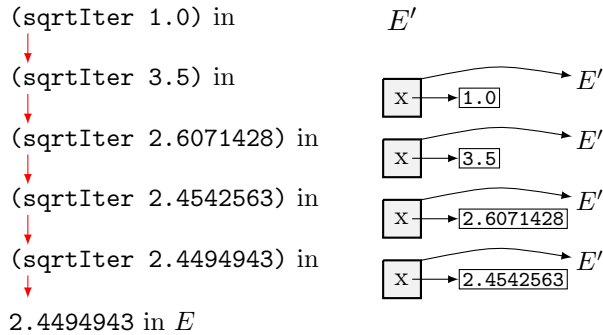 (sqrtIter 1.0) in E′
(sqrtIter 3.5) in x 1.0 E′
(sqrtIter 2.6071428) in x 3.5 E′
(sqrtIter 2.4542563) in x 2.6071428 E′
(sqrtIter 2.4494943) in x 2.4542563 E′
2.4494943 in E